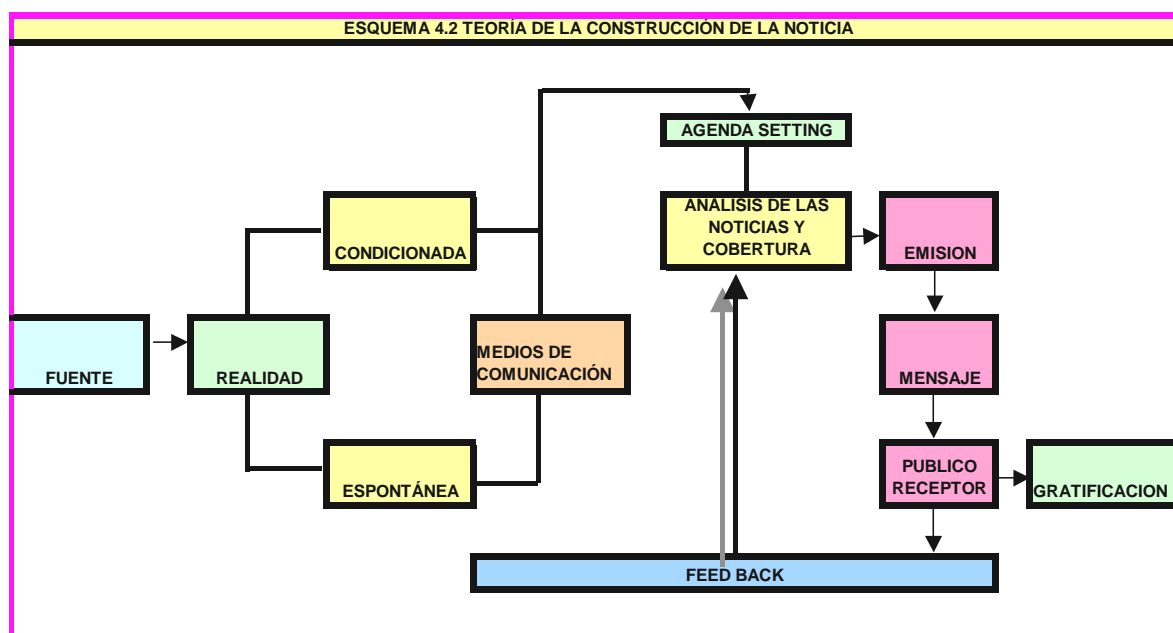 ESQUEMA 4.2 TEORÍA DE LA CONSTRUCCIÓN DE LA NOTICIA
AGENDA SETTING
CONDICIONADA
ANÁLISIS DE LAS
NOTICIAS Y
COBERTURA
EMISION
FUENTE
REALIDAD
MEDIOS DE
COMUNICACIÓN
MENSAJE
ESPONTÁNEA
PUBLICO
RECEPTOR
GRATIFICACION
FEED BACK